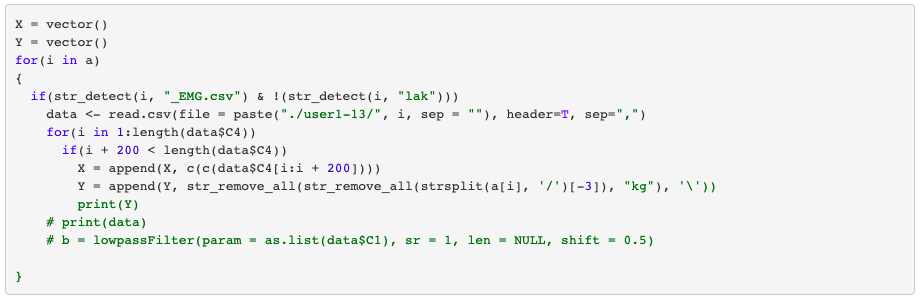 X = vector()
Y = vector()
for(i in a)
{
  if(str_detect(i, "_EMG.csv") & !(str_detect(i, "lak")))
    data <- read.csv(file = paste("./user1-13/", i, sep = ""), header=T, sep=",")
    for(i in 1:length(data$C4))
      if(i + 200 < length(data$C4))
        X = append(X, c(c(data$C4[i:i + 200])))
        Y = append(Y, str_remove_all(str_remove_all(strsplit(a[i], '/')[-3]), "kg"), '\'))
        print(Y)
    # print(data)
    # b = lowpassFilter(param = as.list(data$C1), sr = 1, len = NULL, shift = 0.5)
}